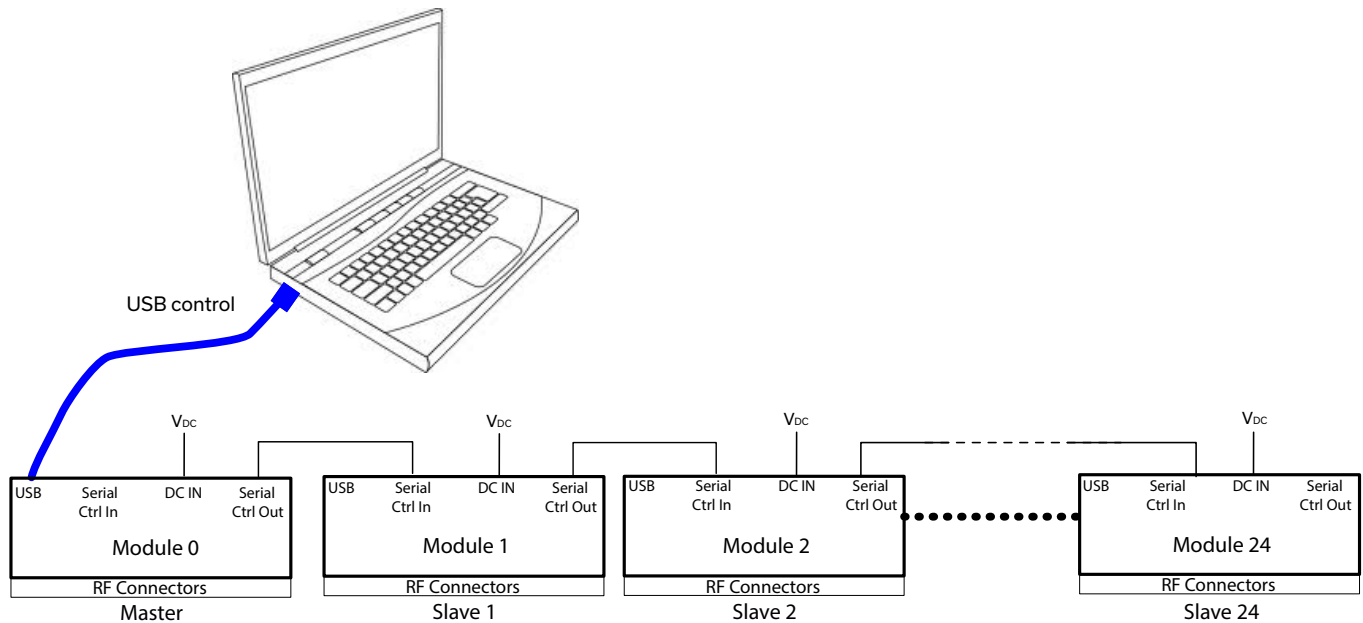 USB control
VDC
VDC
VDC
VDC
USB
Serial
Ctrl In
DC IN
Serial
Ctrl Out
Module 0
RF Connectors
Master
USB
Serial
Ctrl In
DC IN
Serial
Ctrl Out
Module 1
RF Connectors
Slave 1
USB
Serial
Ctrl In
DC IN
Serial
Ctrl Out
Module 2
RF Connectors
Slave 2
USB
Serial
Ctrl In
DC IN
Serial
Ctrl Out
Module 24
RF Connectors
Slave 24